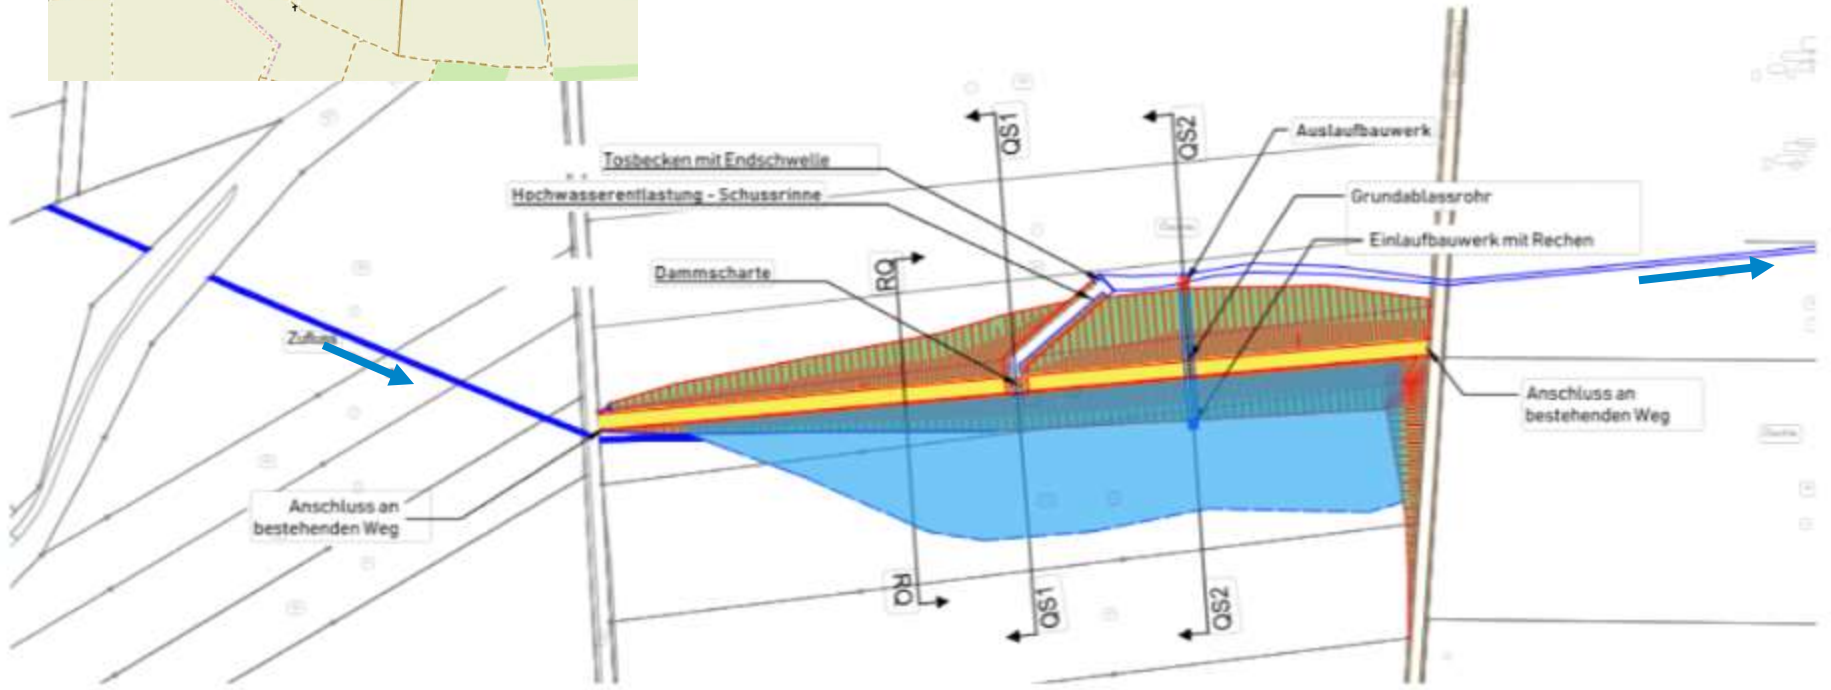 QS1
QS2
Auslaufbauwerk
Tosbecken mit Endschwelle
Hochwasserentlastung - Schussrinne
Grundablassrohr
Einlaufbauwerk mit Rechen
RQ
Dammscharte
Zufluss
Anschluss an
bestehenden Weg
Anschluss an
bestehenden Weg
RQ
QS1
QS2